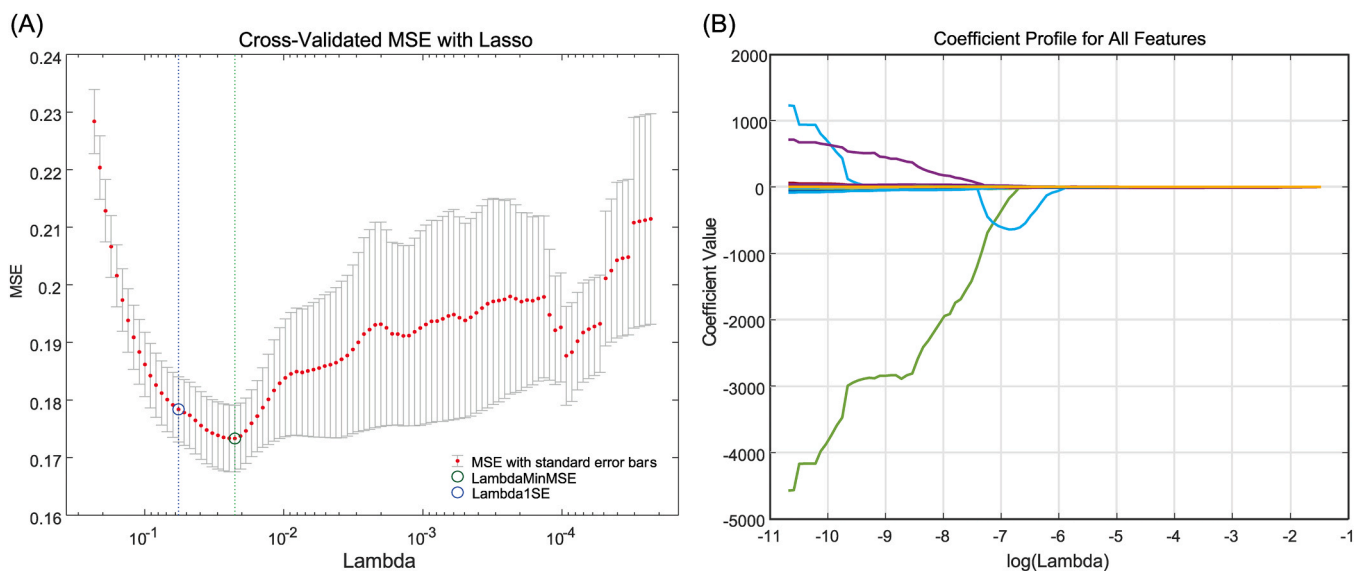 (A)
Cross-Validated MSE with Lasso
0.24
0.23
0.22
0.21
0.2
0.19
0.18
0.17
0.16
MSE
MSE with standard error bars
LambdaMinMSE
Lambda1SE
10-1
10-2
10-3
10-4
Lambda
(B)
Coefficient Profile for All Features
2000
1000
0
-1000
-2000
-3000
-4000
-5000
Coefficient Value
-11 -10 -9 -8 -7 -6 -5 -4 -3 -2 -1
log(Lambda)